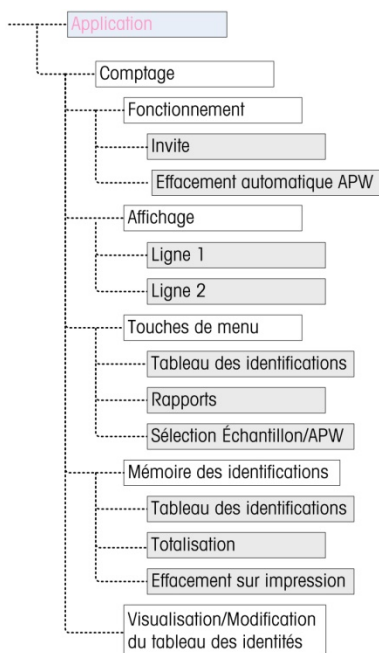 Application
Comptage
Fonctionnement
Invite
Effacement automatique APW
Affichage
Ligne 1
Ligne 2
Touches de menu
Tableau des identifications
Rapports
Sélection Échantillon/APW
Mémoire des identifications
Tableau des identifications
Totalisation
Effacement sur impression
Visualisation/Modification
du tableau des identités